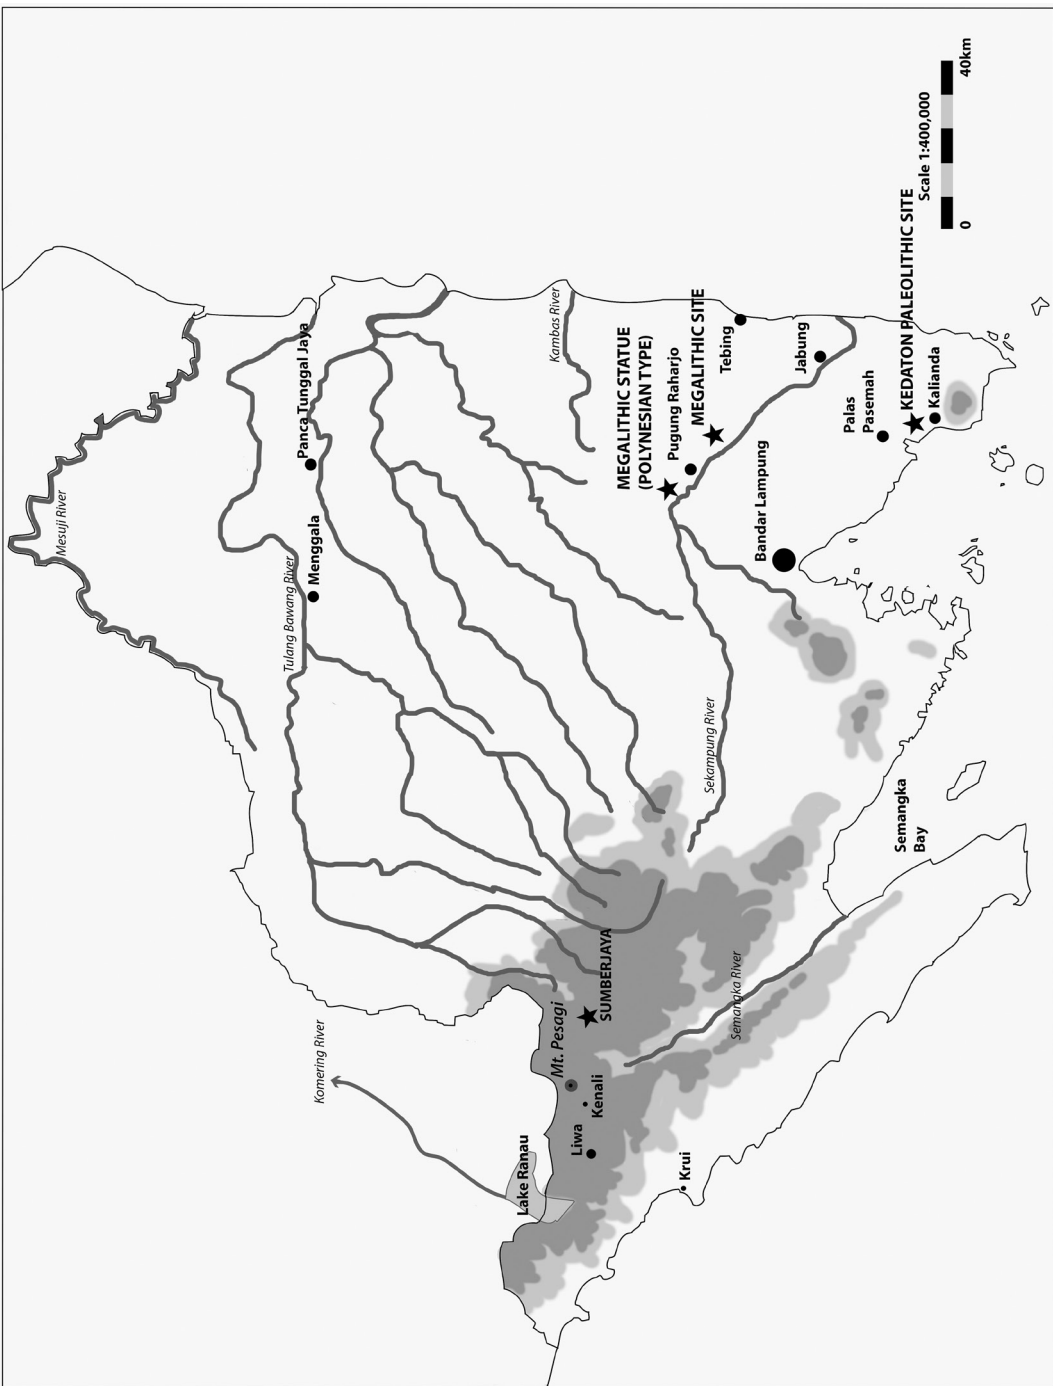 Mesuji River
Tulang Bawang River
Menggala
Panca Tunggal Jaya
Komering River
Lake Ranau
Mt. Pesagi
Liwa
Kenali
SUMBERJAYA
Krui
Semangka River
Sekampung River
Kambas River
MEGALITHIC STATUE
(POLYNESIAN TYPE)
Pugung Raharjo
MEGALITHIC SITE
Tebing
Bandar Lampung
Jabung
Palas
Pasemah
KEDATON PALEOLITHIC SITE
Kalianda
Semangka
Bay
Scale 1:400,000
0
40km